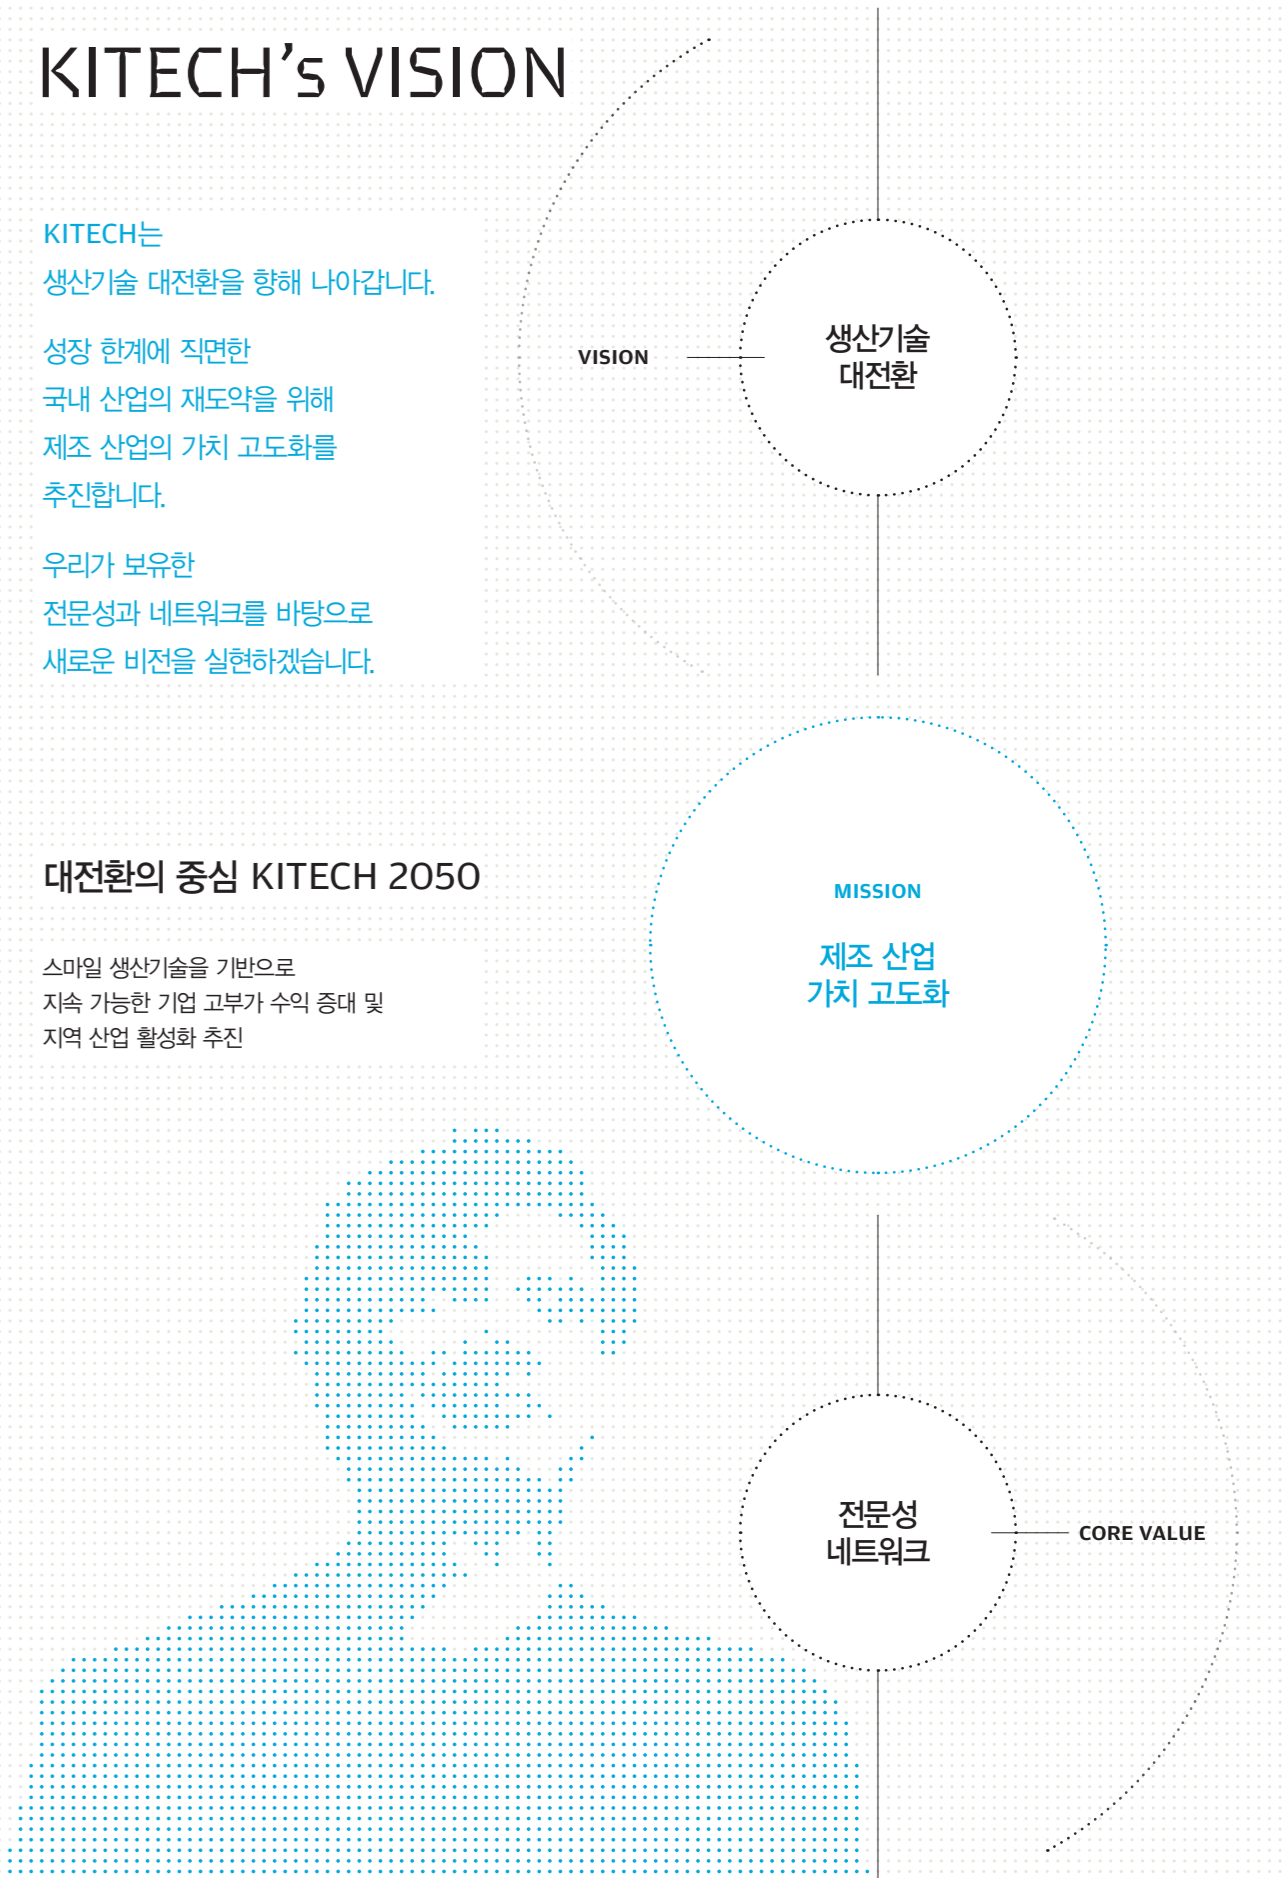 KITECH's VISION
KITECH는
생산기술 대전환을 향해 나아갑니다.
성장 한계에 직면한
국내 산업의 재도약을 위해
제조 산업의 가치 고도화를
추진합니다.
우리가 보유한
전문성과 네트워크를 바탕으로
새로운 비전을 실현하겠습니다.
VISION
생산기술
대전환
대전환의 중심 KITECH 2050
스마일 생산기술을 기반으로
지속 가능한 기업 고부가 수익 증대 및
지역 산업 활성화 추진
MISSION
제조 산업
가치 고도화
전문성
네트워크
CORE VALUE